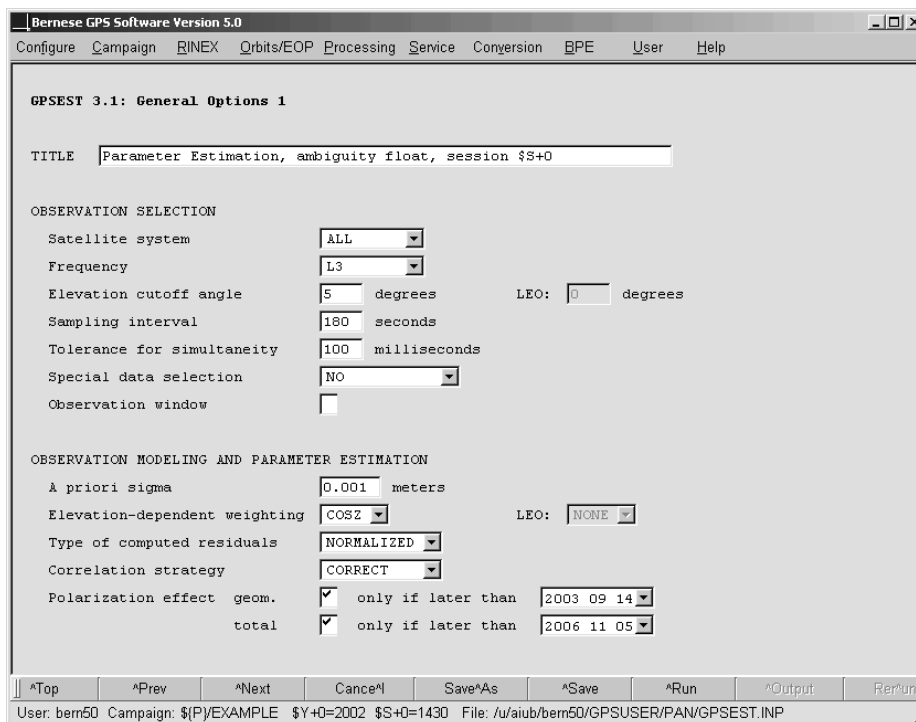 Bernese GPS Software Version 5.0
Configure Campaign RINEX Orbits/EOP Processing Service Conversion BPE User Help
GPSEST 3.1: General Options 1
TITLE Parameter Estimation, ambiguity float, session $S+0
OBSERVATION SELECTION
Satellite system ALL
Frequency L3
Elevation cutoff angle 5 degrees LEO: 0 degrees
Sampling interval 180 seconds
Tolerance for simultaneity 100 milliseconds
Special data selection NO
Observation window
OBSERVATION MODELING AND PARAMETER ESTIMATION
A priori sigma 0.001 meters
Elevation-dependent weighting COSZ LEO: NONE
Type of computed residuals NORMALIZED
Correlation strategy CORRECT
Polarization effect geom. only if later than 2003 09 14
total only if later than 2006 11 05
^Top ^Prev ^Next Cance^l Save^As ^Save ^Run ^Output Rer^un
User: bern50 Campaign: ${P}/EXAMPLE $Y+0=2002 $S+0=1430 File: /u/aiub/bern50/GPSUSER/PAN/GPSEST.INP